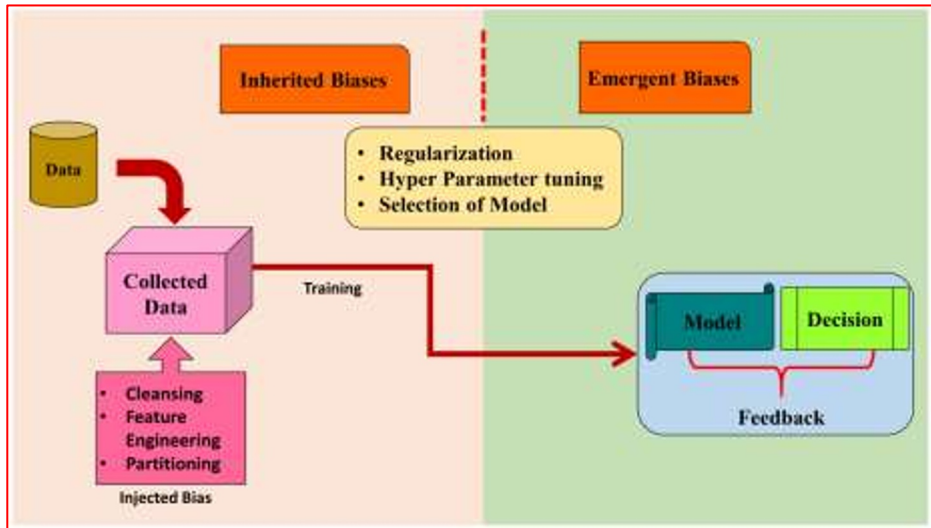 Inherited Biases
Emergent Biases
• Regularization
• Hyper Parameter tuning
• Selection of Model
Data
Collected
Data
Training
Model
Decision
Feedback
• Cleansing
• Feature
Engineering
• Partitioning
Injected Bias